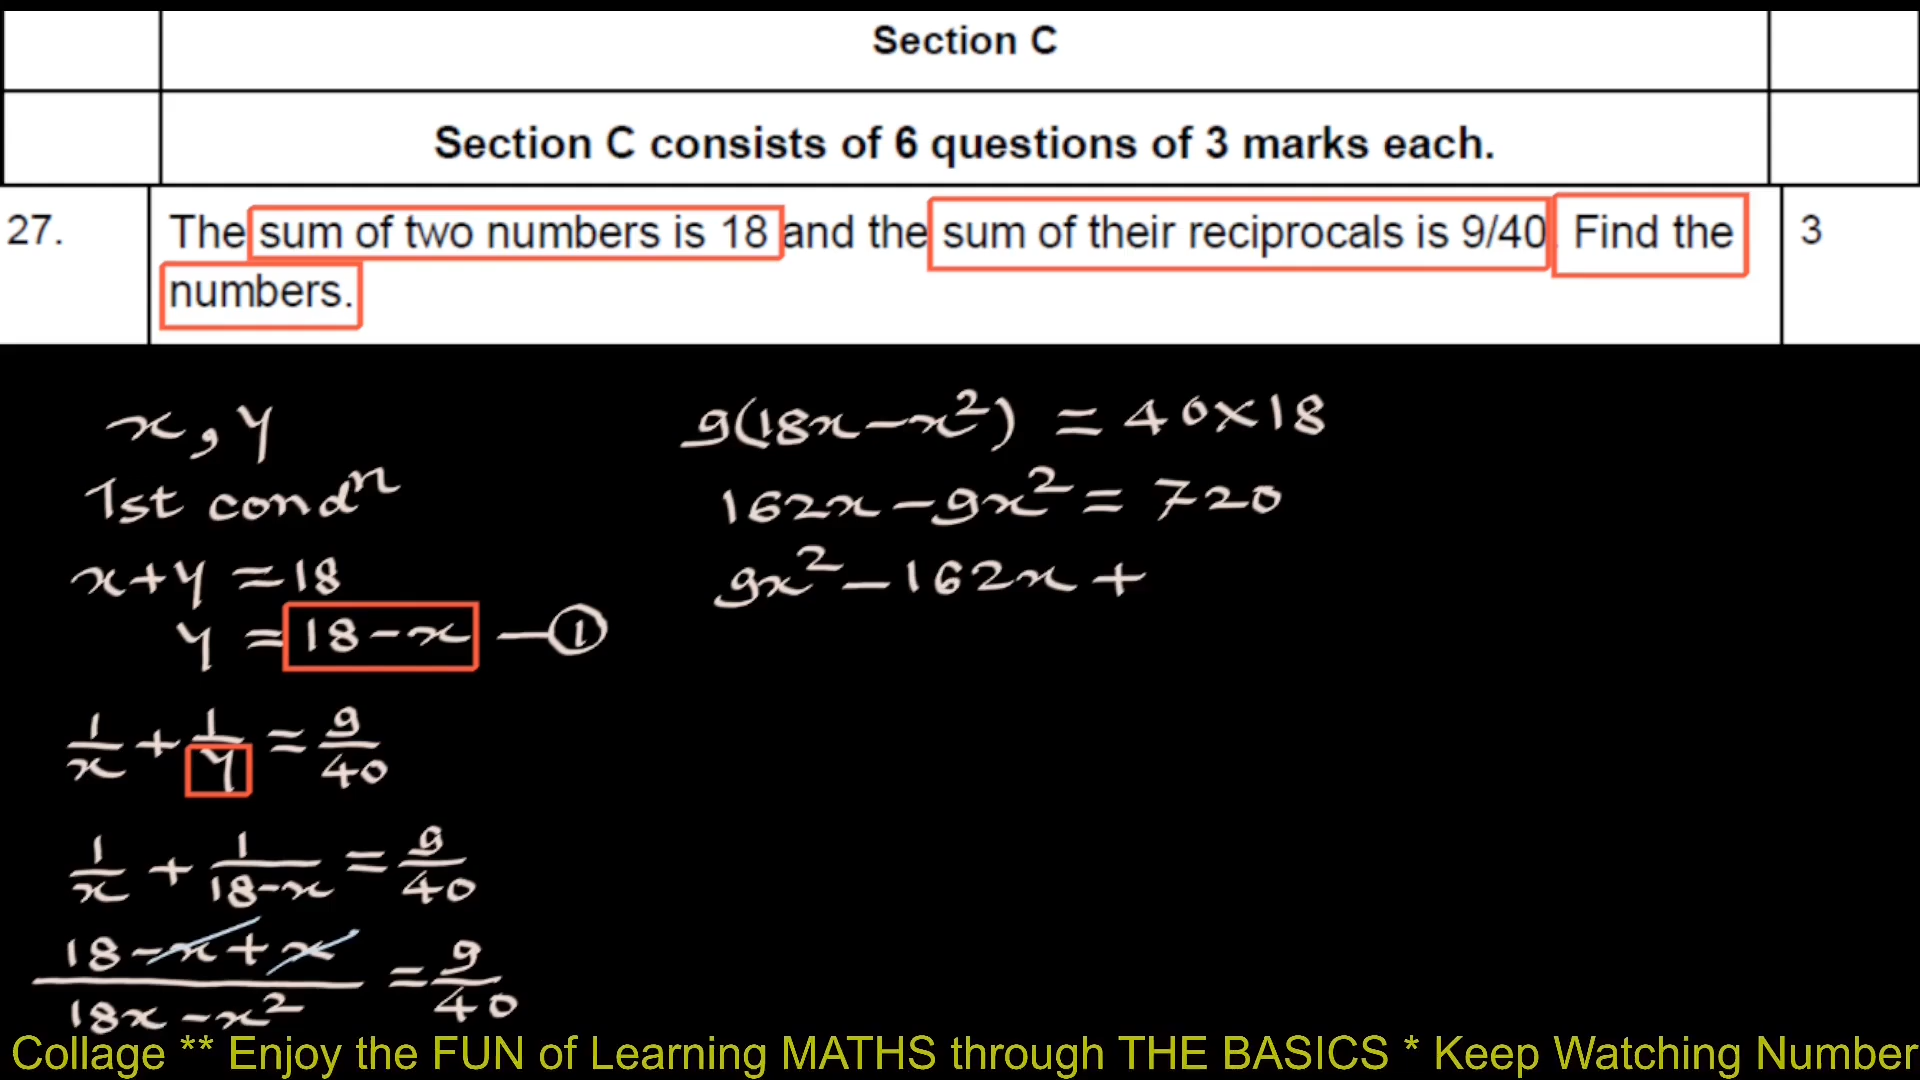 Section C
Section C consists of 6 questions of 3 marks each.
27. The sum of two numbers is 18 and the sum of their reciprocals is 9/40 Find the 3
numbers.
x, y
1st condⁿ
x+y =18
y = 18-x —①
1/x + 1/y = 9/40
1/x + 1/18-x = 9/40
18-x+x/18x-x² = 9/40
9(18x-x²) = 40×18
162x-9x² = 720
9x²-162x+
Collage ** Enjoy the FUN of Learning MATHS through THE BASICS * Keep Watching Number